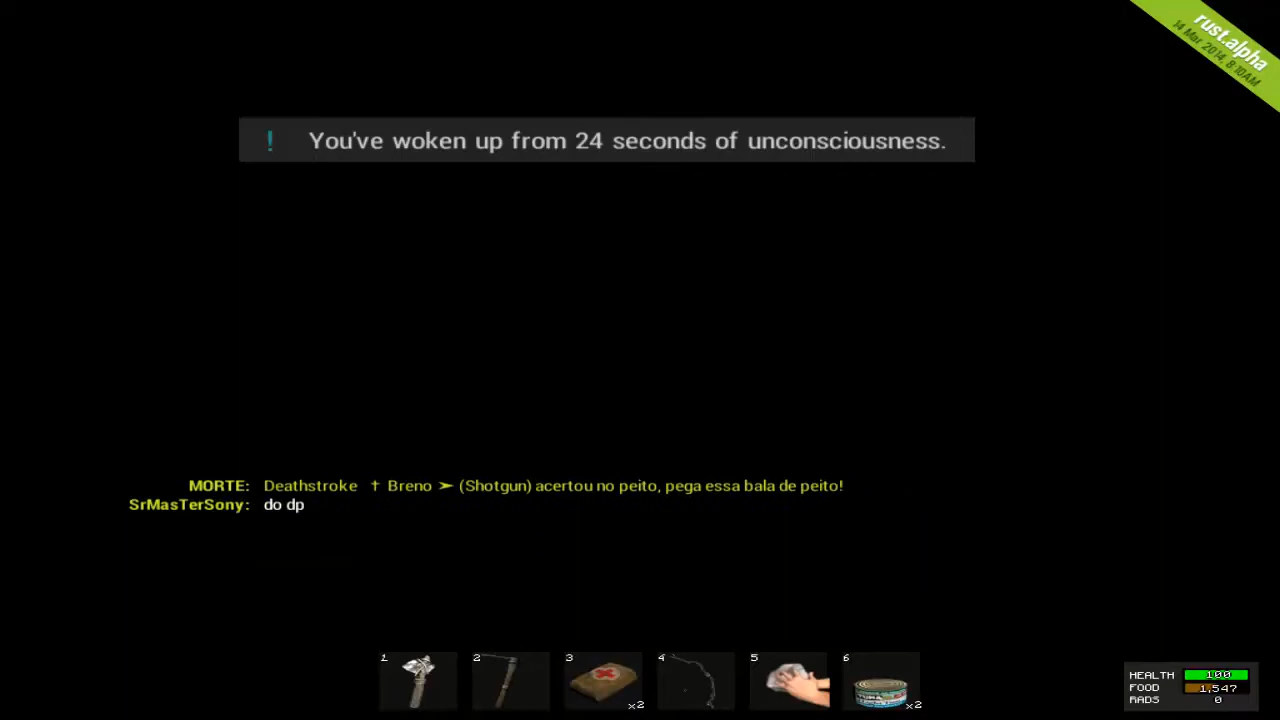 rust.alpha
14 Mar 2014, 8:10AM
! You've woken up from 24 seconds of unconsciousness.
MORTE: Deathstroke † Breno ➤ (Shotgun) acertou no peito, pega essa bala de peito!
SrMasTerSony: do dp
1 2 3 4 5 6
x2 x2
TUNA
HEALTH 100
FOOD 1,547
RADS 0